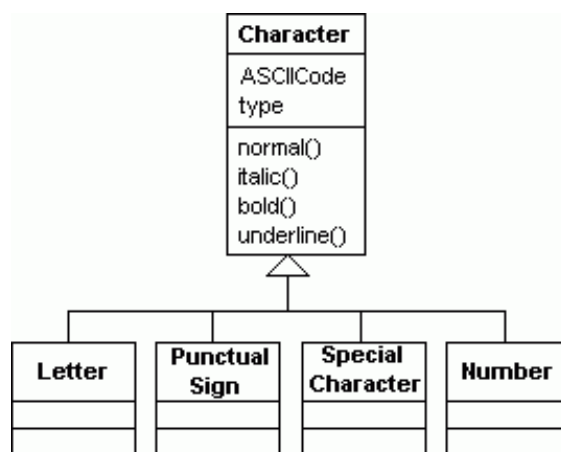 Character
ASCIICode
type
normal()
italic()
bold()
underline()
Letter
Punctual
Sign
Special
Character
Number